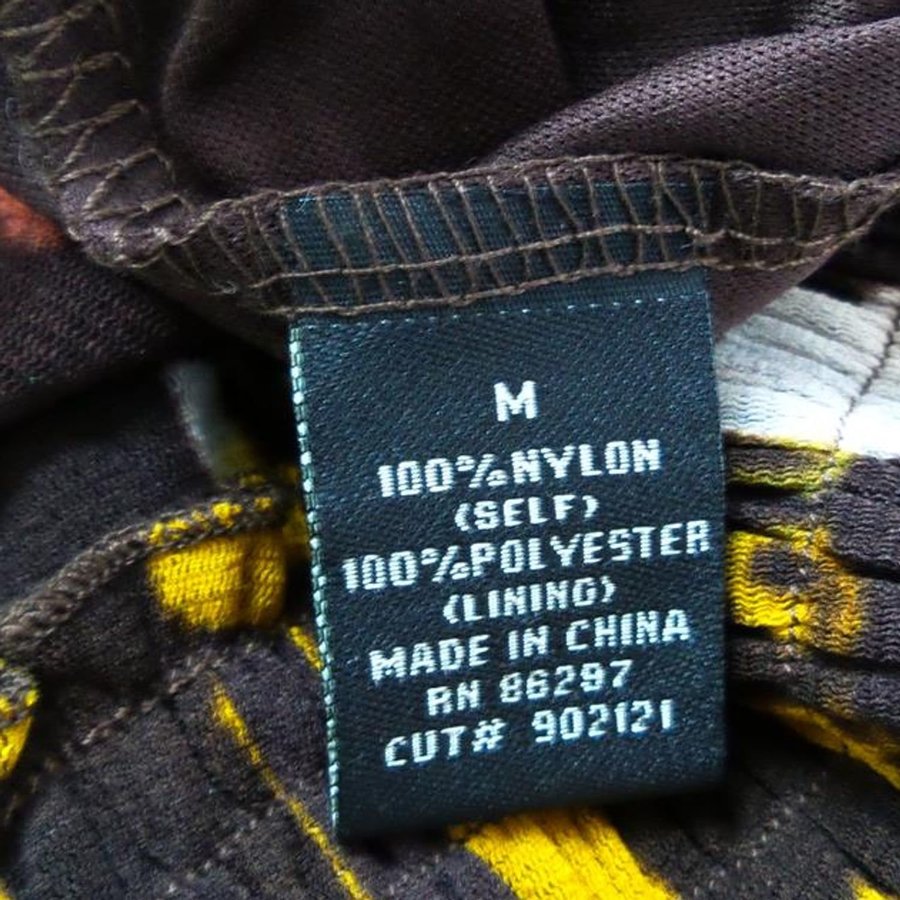 M
100%NYLON
(SELF)
100%POLYESTER
(LINING)
MADE IN CHINA
RN 86297
CUT# 902121